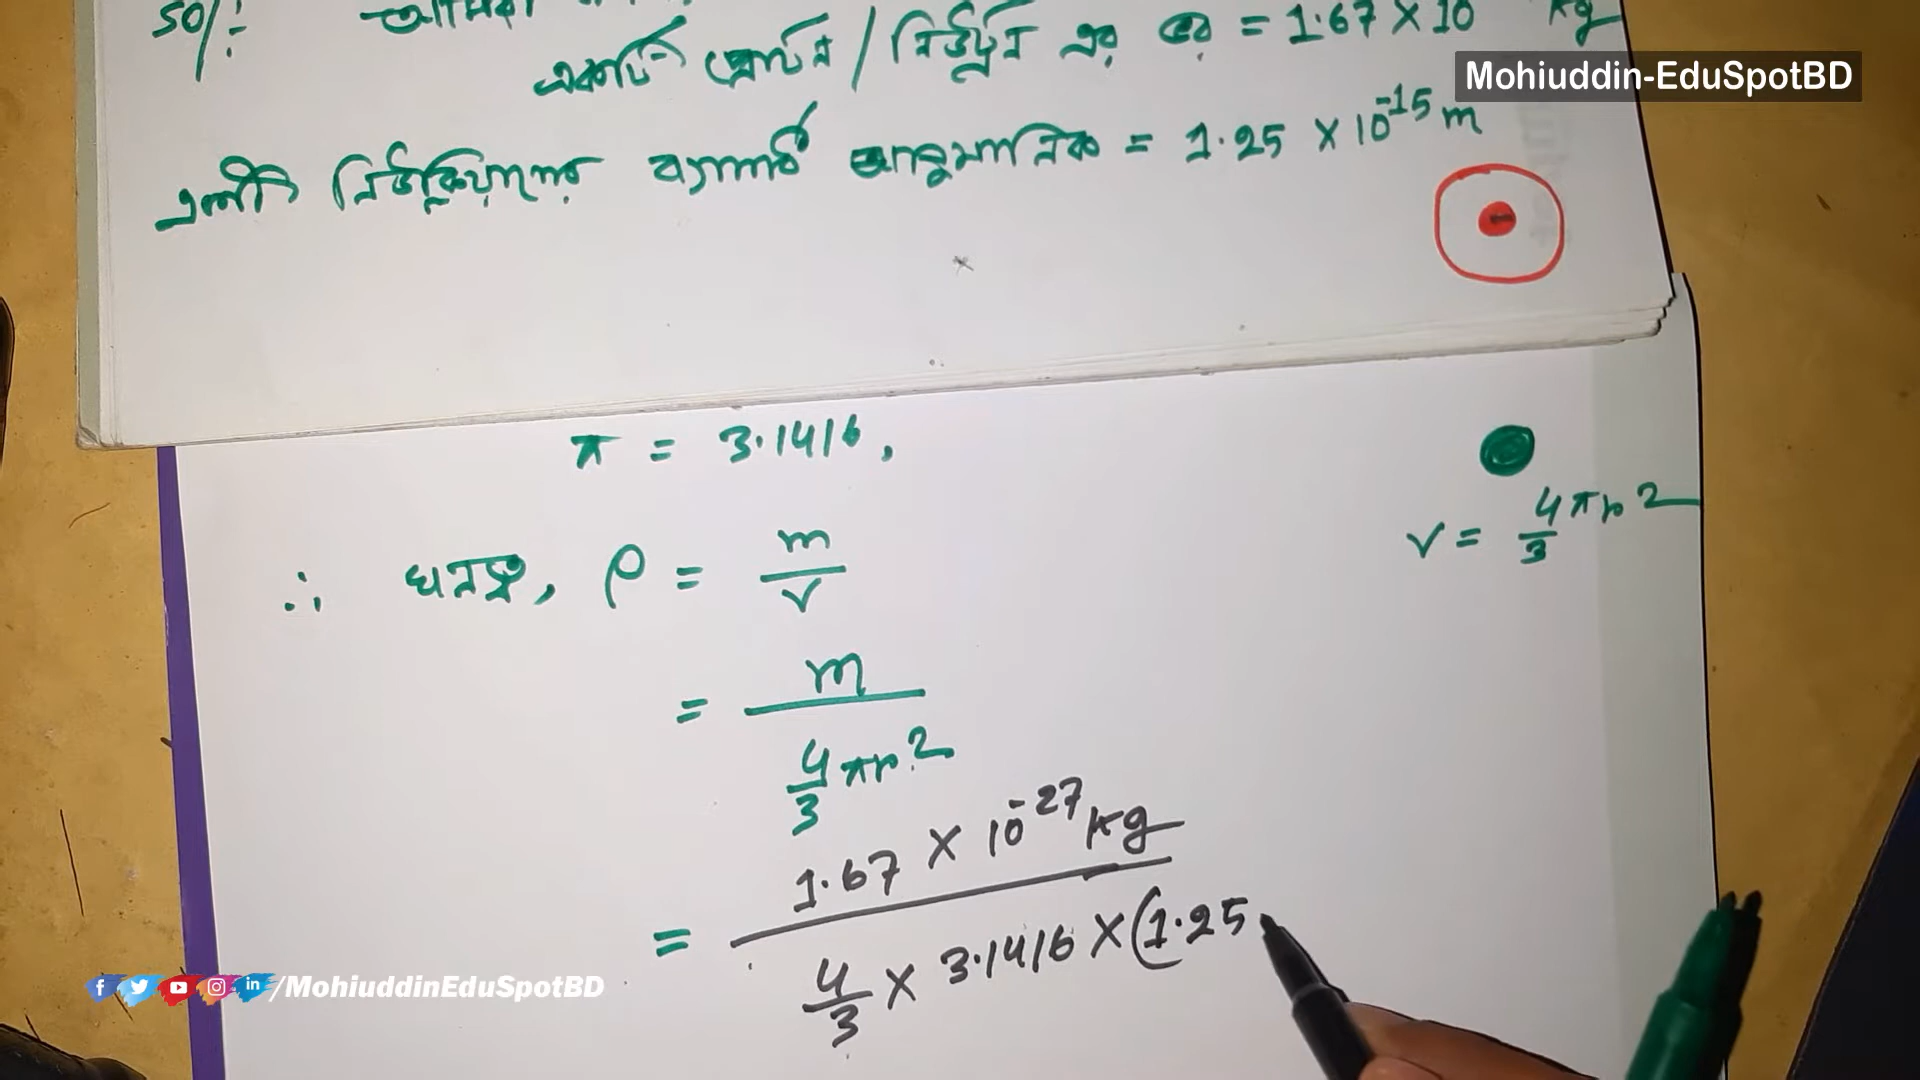 সমা/:
একটি প্রোটন / নিউট্রন এর ভর = 1.67 × 10 kg
Mohiuddin-EduSpotBD
এবং নিউক্লিয়াসের ব্যাসার্ধ আনুমানিক = 1.25 × 10⁻¹⁵ m
π = 3.1416,
v = 4/3 πr²
∴ ঘনত্ব, ρ = m/v
= m / (4/3 πr²)
= 1.67 × 10⁻²⁷ kg / (4/3 × 3.1416 × (1.25
/MohiuddinEduSpotBD